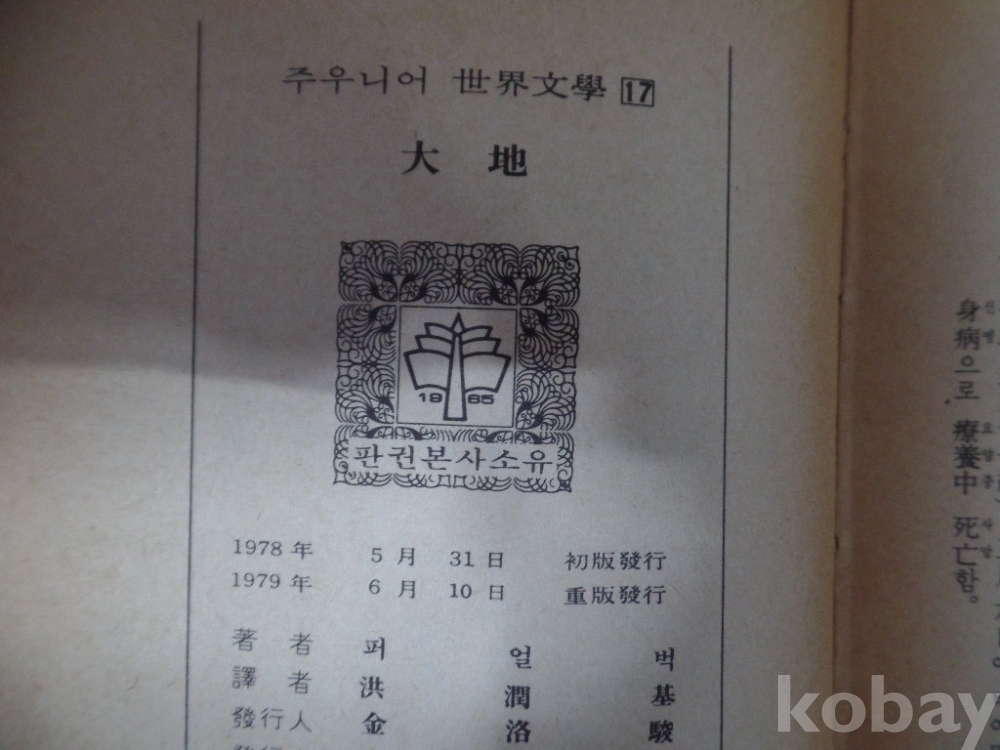 주우니어 世界文學 17
大地
1965
판권본사소유
1978年 5月 31日 初版發行
1979年 6月 10日 重版發行
著者 퍼얼벅
譯者 洪潤基
發行人 金洛駿
身病으로 療養中 死亡함。
kobay